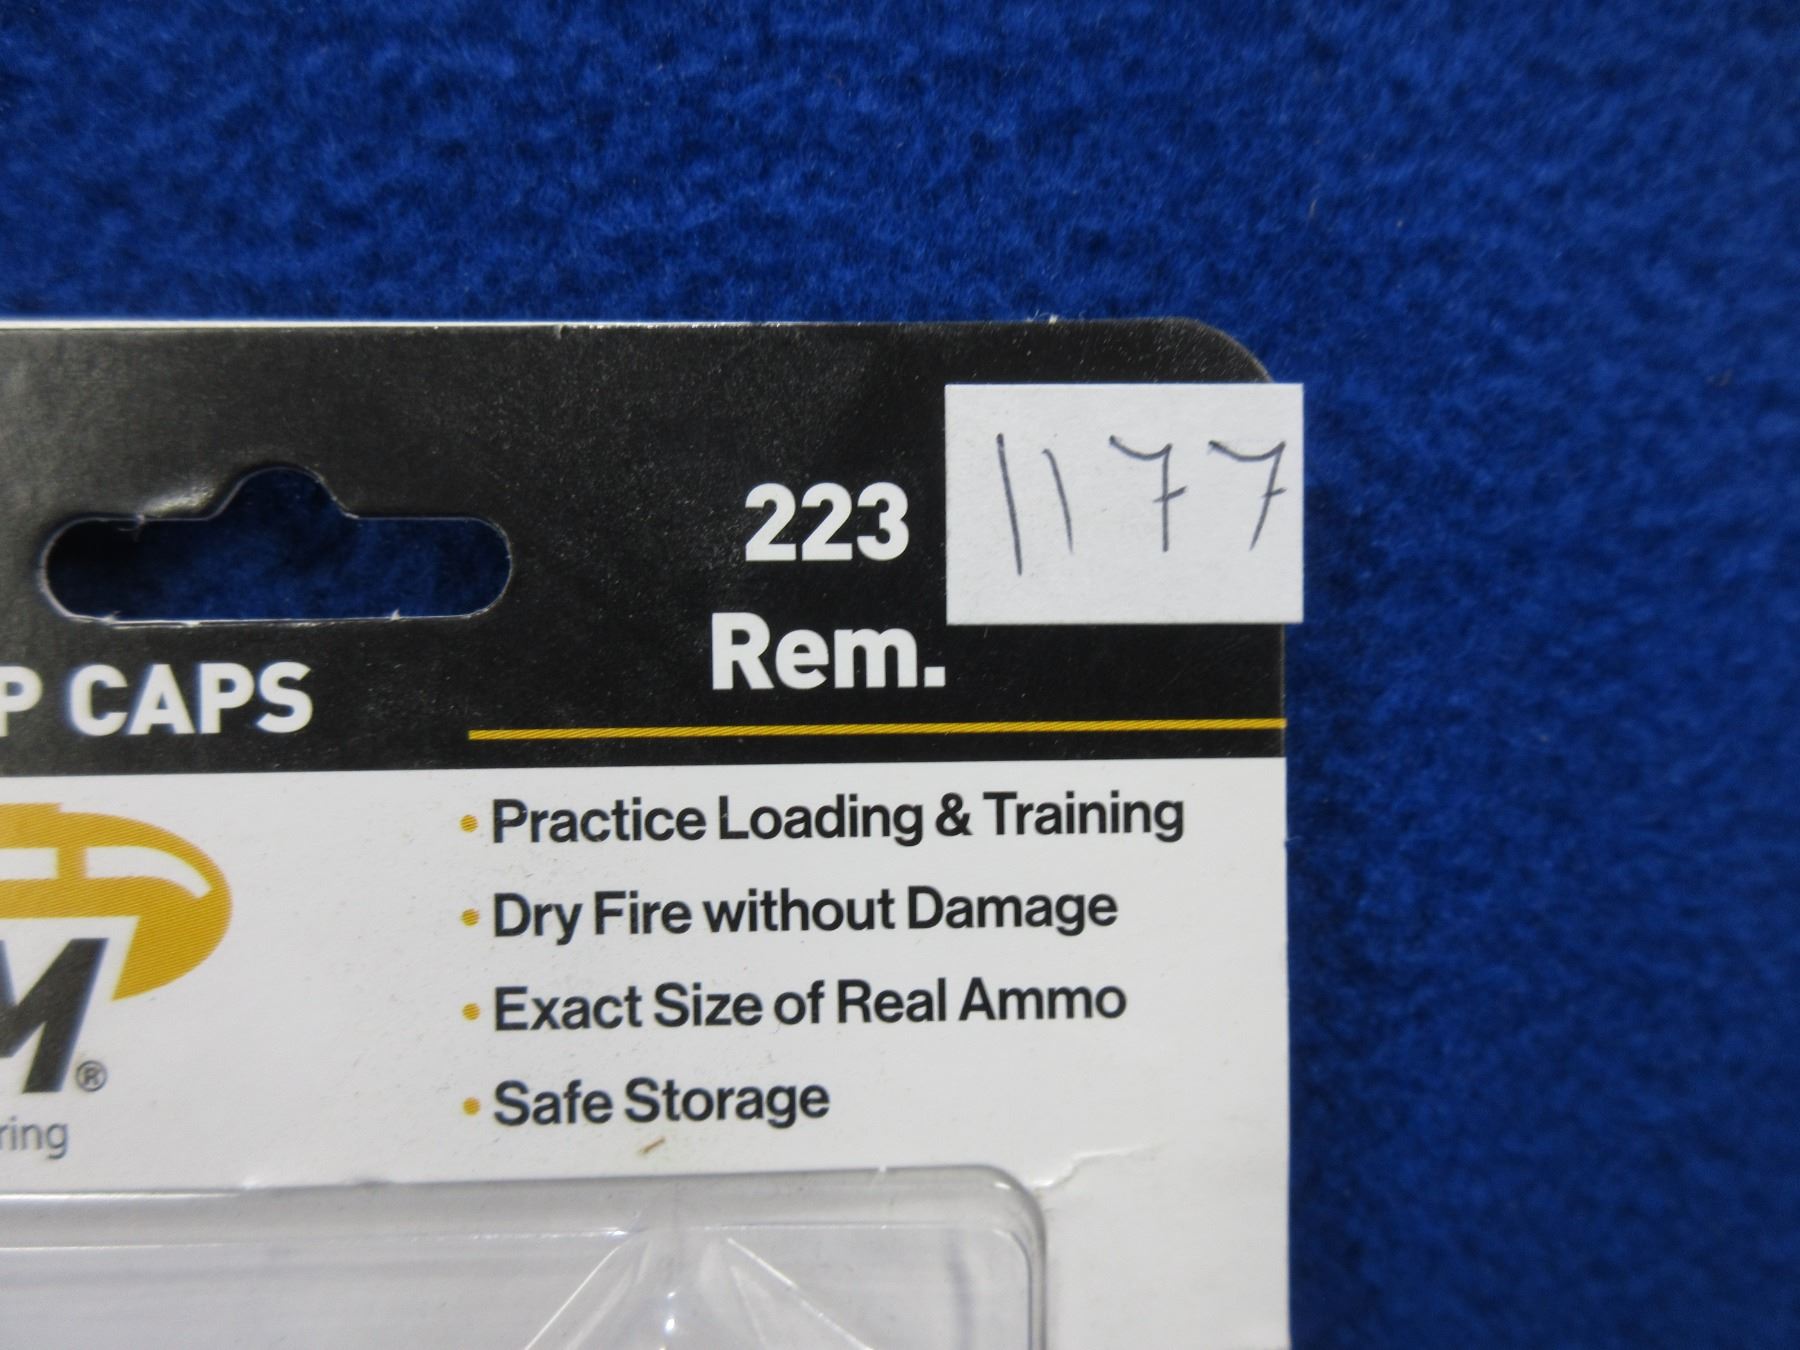 1177
223
Rem.
P CAPS
• Practice Loading & Training
• Dry Fire without Damage
• Exact Size of Real Ammo
• Safe Storage
M®
ring